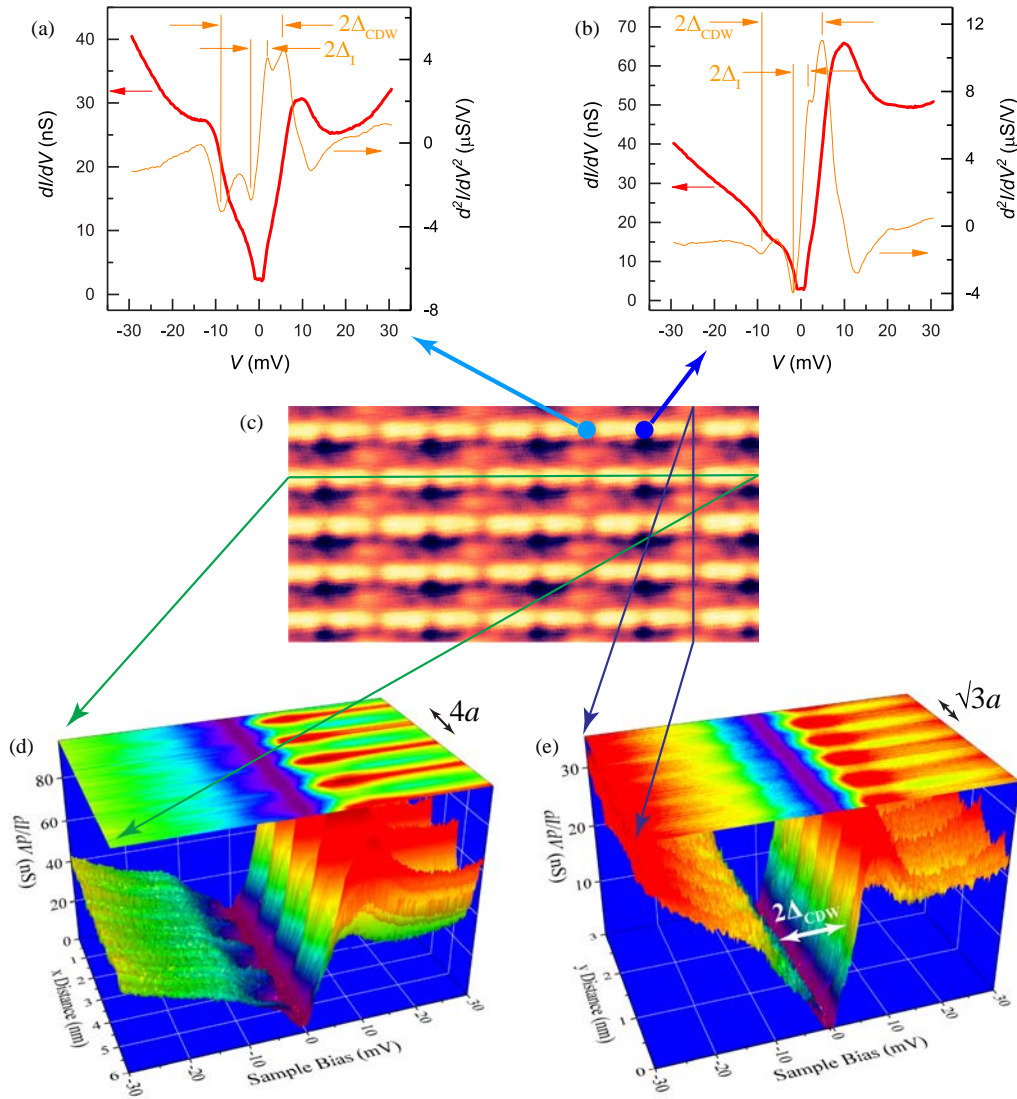 (a)
2Δ_CDW
2Δ_I
40
30
20
10
0
dI/dV (nS)
4
0
-4
-8
d²I/dV² (μS/V)
-30 -20 -10 0 10 20 30
V (mV)
(b)
2Δ_CDW
2Δ_I
70
60
50
40
30
20
10
0
dI/dV (nS)
12
8
4
0
-4
d²I/dV² (μS/V)
-30 -20 -10 0 10 20 30
V (mV)
(c)
(d)
4a
80
60
40
20
0
dI/dV (nS)
0
1
2
3
4
5
6
x Distance (nm)
-30 -20 -10 0 10 20 30
Sample Bias (mV)
(e)
√3a
30
20
10
dI/dV (nS)
2Δ_CDW
3
2
1
0
y Distance (nm)
-30 -20 -10 0 10 20 30
Sample Bias (mV)